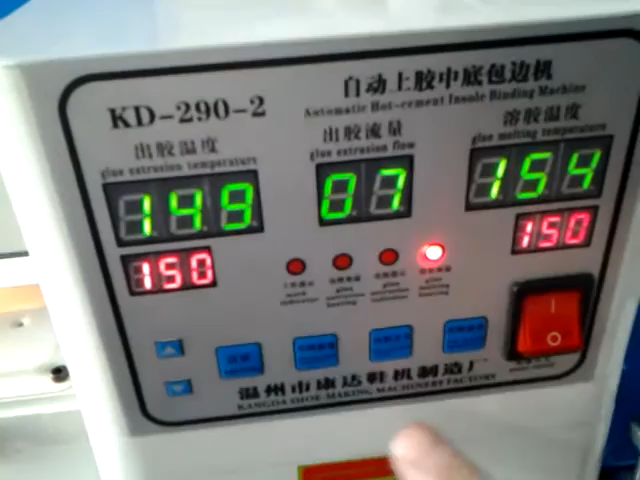 自动上胶中底包边机
KD-290-2
Automatic Hot-cement Insole Binding Machine
出胶温度
出胶流量
溶胶温度
glue extrusion temperature
glue extrusion flow
glue melting temperature
149
07
154
150
150
温州市康达鞋机制造厂
KANGDA SHOE-MAKING MACHINERY FACTORY